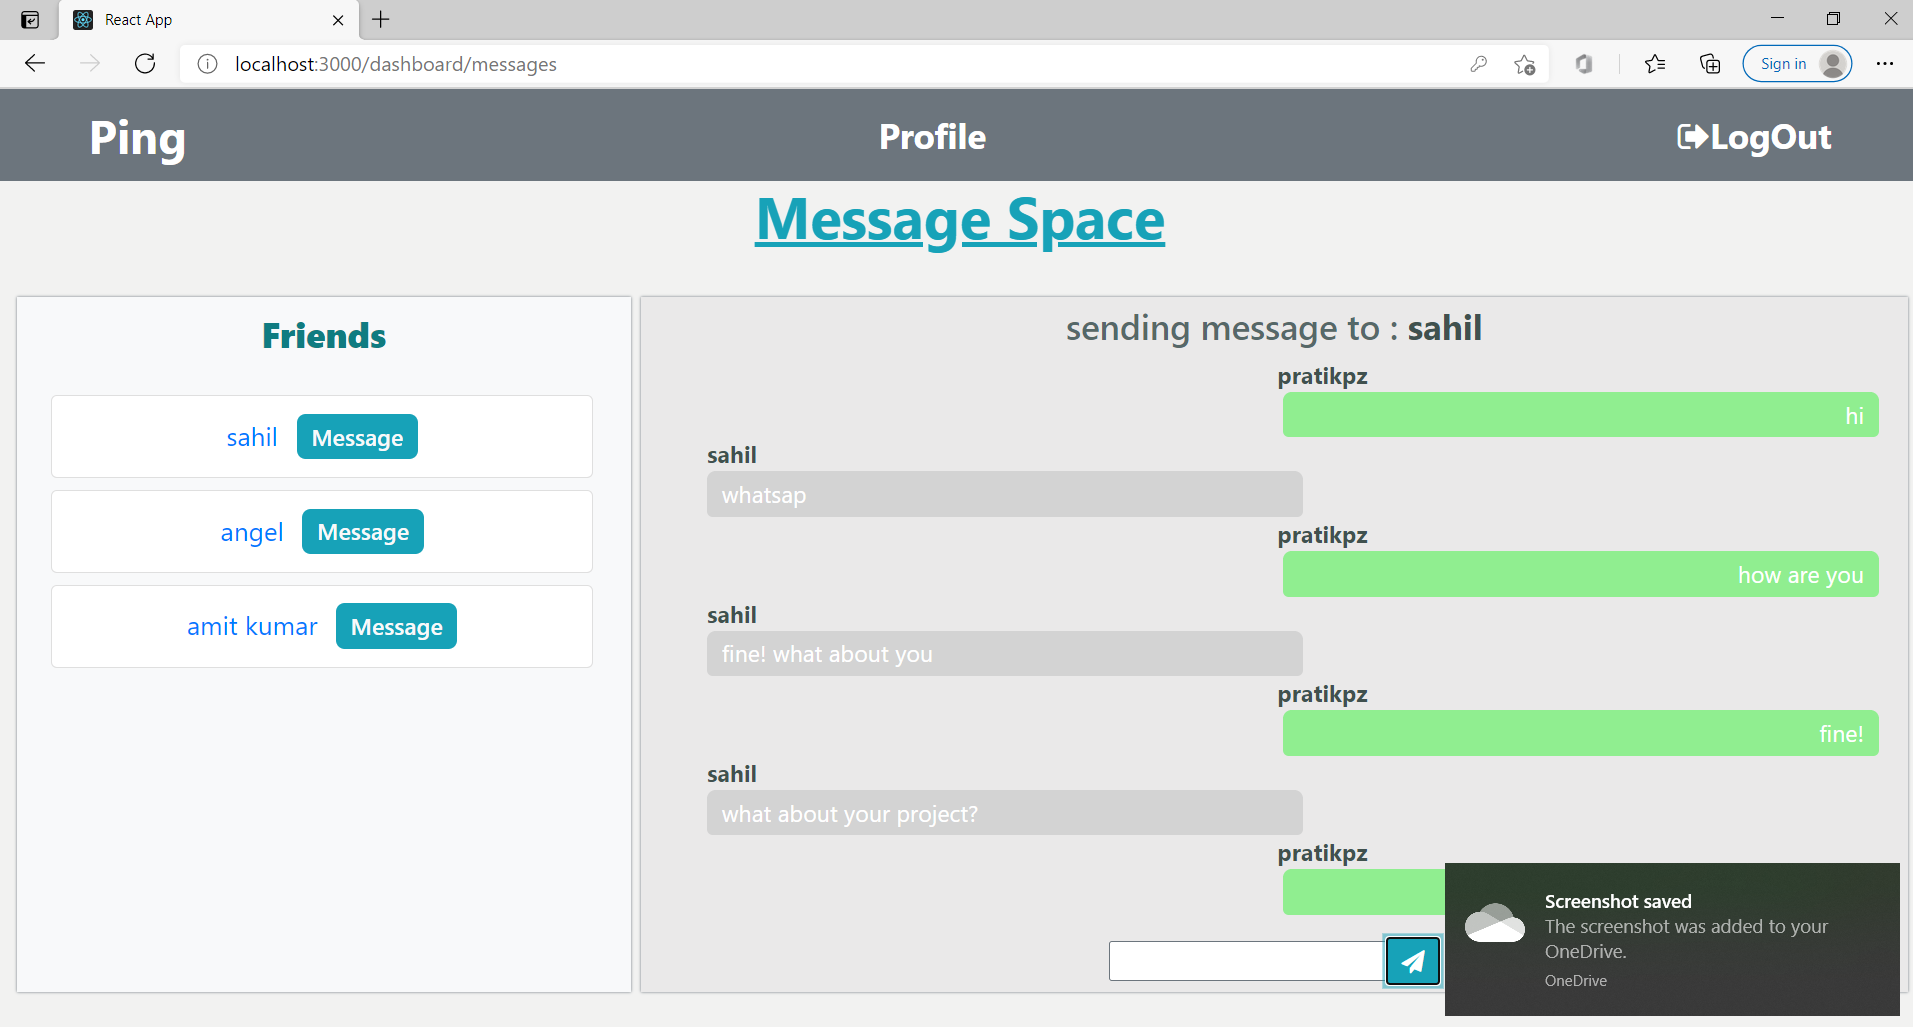 React App
localhost:3000/dashboard/messages
Sign in
Ping
Profile
LogOut
Message Space
Friends
sahil Message
angel Message
amit kumar Message
sending message to : sahil
pratikpz
hi
sahil
whatsap
pratikpz
how are you
sahil
fine! what about you
pratikpz
fine!
sahil
what about your project?
pratikpz
Screenshot saved
The screenshot was added to your
OneDrive.
OneDrive